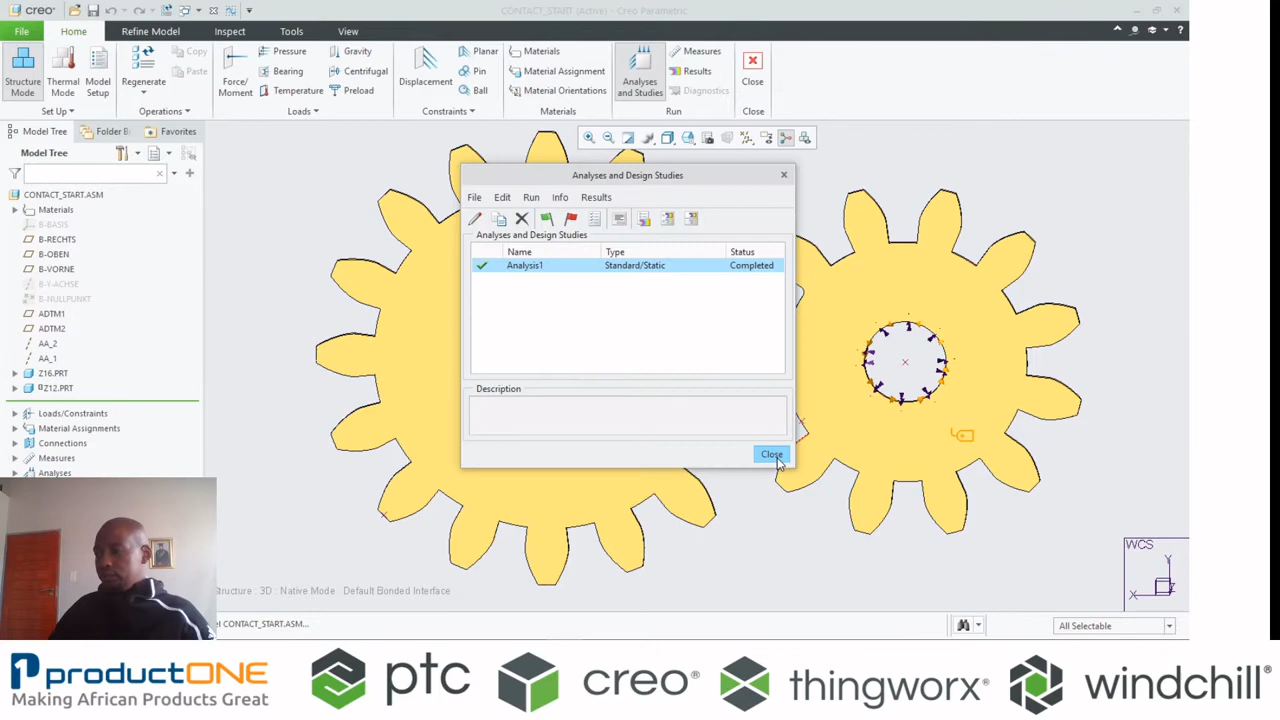 creo
CONTACT_START (Active) - Creo Parametric
File Home Refine Model Inspect Tools View
Structure Mode
Thermal Mode
Model Setup
Set Up
Regenerate
Copy
Paste
Operations
Force/Moment
Pressure
Bearing
Temperature
Gravity
Centrifugal
Preload
Loads
Displacement
Planar
Pin
Ball
Constraints
Materials
Material Assignment
Material Orientations
Materials
Analyses and Studies
Measures
Results
Diagnostics
Run
Close
Close
Model Tree Folder B Favorites
Model Tree
CONTACT_START.ASM
Materials
B-BASIS
B-RECHTS
B-OBEN
B-VORNE
B-Y-ACHSE
B-NULLPUNKT
ADTM1
ADTM2
AA_2
AA_1
Z16.PRT
Z12.PRT
Loads/Constraints
Material Assignments
Connections
Measures
Analyses
Analyses and Design Studies
File Edit Run Info Results
Analyses and Design Studies
Name Type Status
Analysis1 Standard/Static Completed
Description
Close
WCS
Y
X
Z
Structure : 3D : Native Mode Default Bonded Interface
CONTACT_START.ASM...
All Selectable
productONE
Making African Products Great
ptc
creo®
thingworx®
windchill®